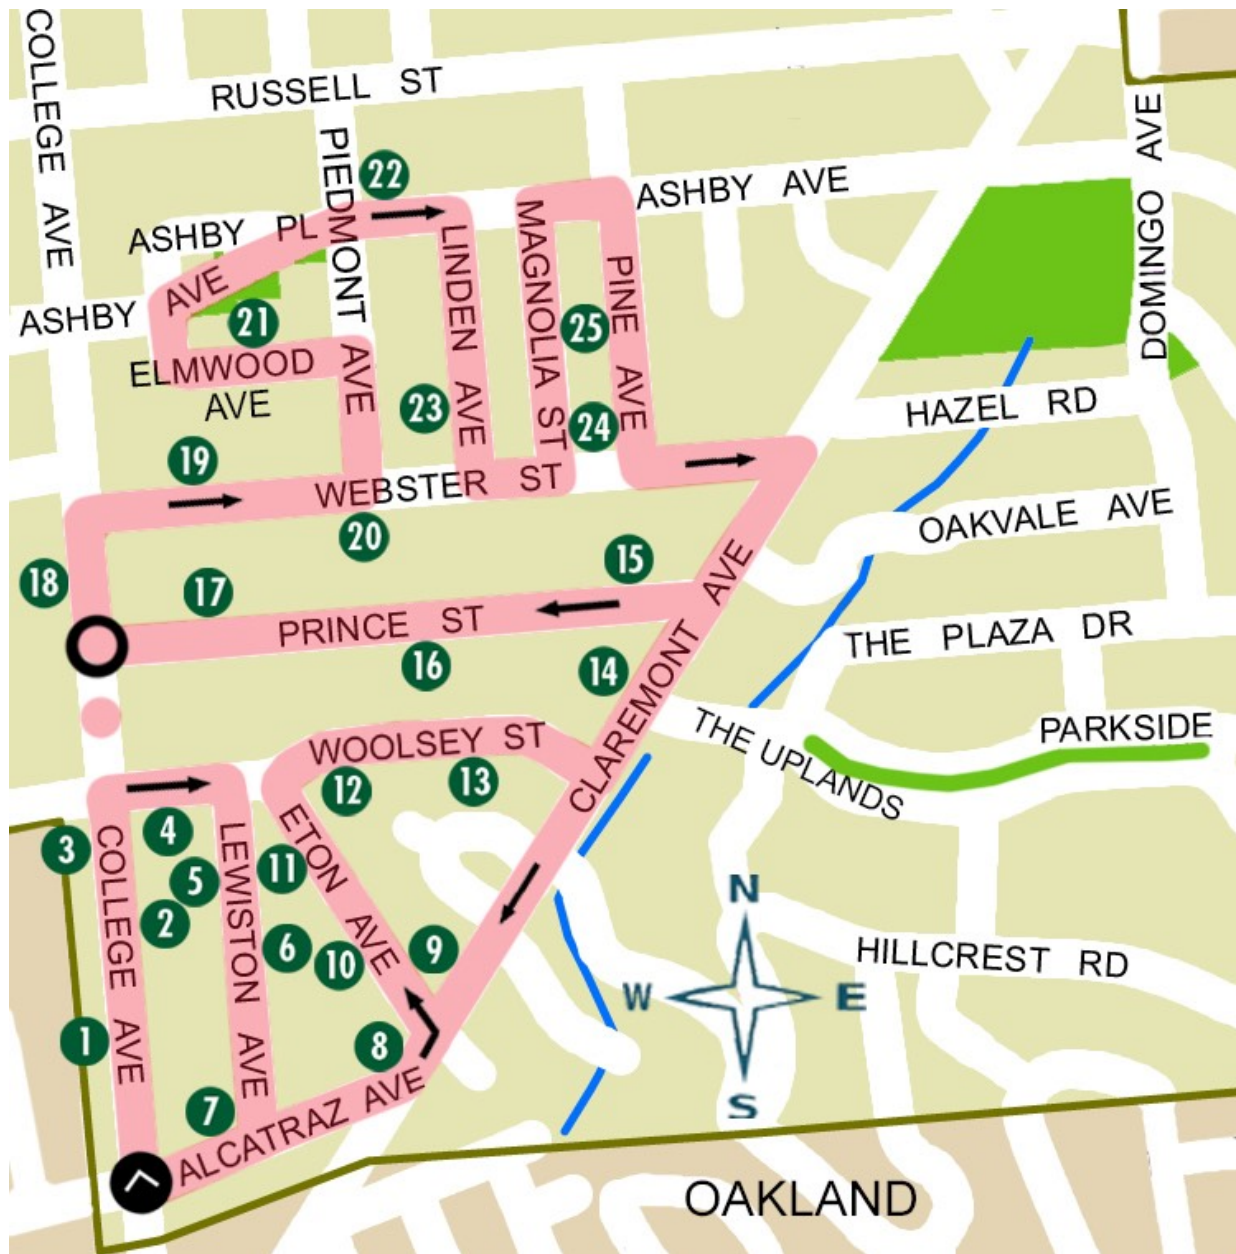 COLLEGE AVE
RUSSELL ST
PIEDMONT AVE
DOMINGO AVE
22
ASHBY PL
ASHBY AVE
ASHBY AVE
LINDEN AVE
MAGNOLIA ST
PINE AVE
21
25
ELMWOOD AVE
23
24
HAZEL RD
19
WEBSTER ST
20
OAKVALE AVE
18
17
15
PRINCE ST
16
14
CLAREMONT AVE
THE PLAZA DR
THE UPLANDS
PARKSIDE
WOOLSEY ST
12
13
3
4
5
2
COLLEGE AVE
LEWISTON AVE
ETON AVE
11
6
10
9
N
W
E
S
HILLCREST RD
1
8
7
ALCATRAZ AVE
OAKLAND